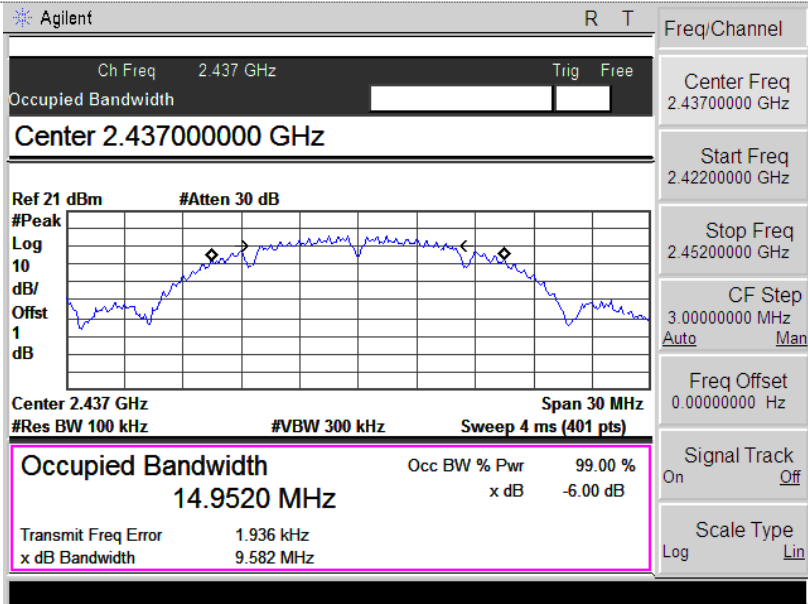 Agilent R T
Freq/Channel
Ch Freq 2.437 GHz Trig Free
Occupied Bandwidth
Center 2.437000000 GHz
Ref 21 dBm #Atten 30 dB
#Peak
Log
10
dB/
Offst
1
dB
Center 2.437 GHz Span 30 MHz
#Res BW 100 kHz #VBW 300 kHz Sweep 4 ms (401 pts)
Occupied Bandwidth Occ BW % Pwr 99.00 %
14.9520 MHz x dB -6.00 dB
Transmit Freq Error 1.936 kHz
x dB Bandwidth 9.582 MHz
Center Freq
2.43700000 GHz
Start Freq
2.42200000 GHz
Stop Freq
2.45200000 GHz
CF Step
3.00000000 MHz
Auto Man
Freq Offset
0.00000000 Hz
Signal Track
On Off
Scale Type
Log Lin